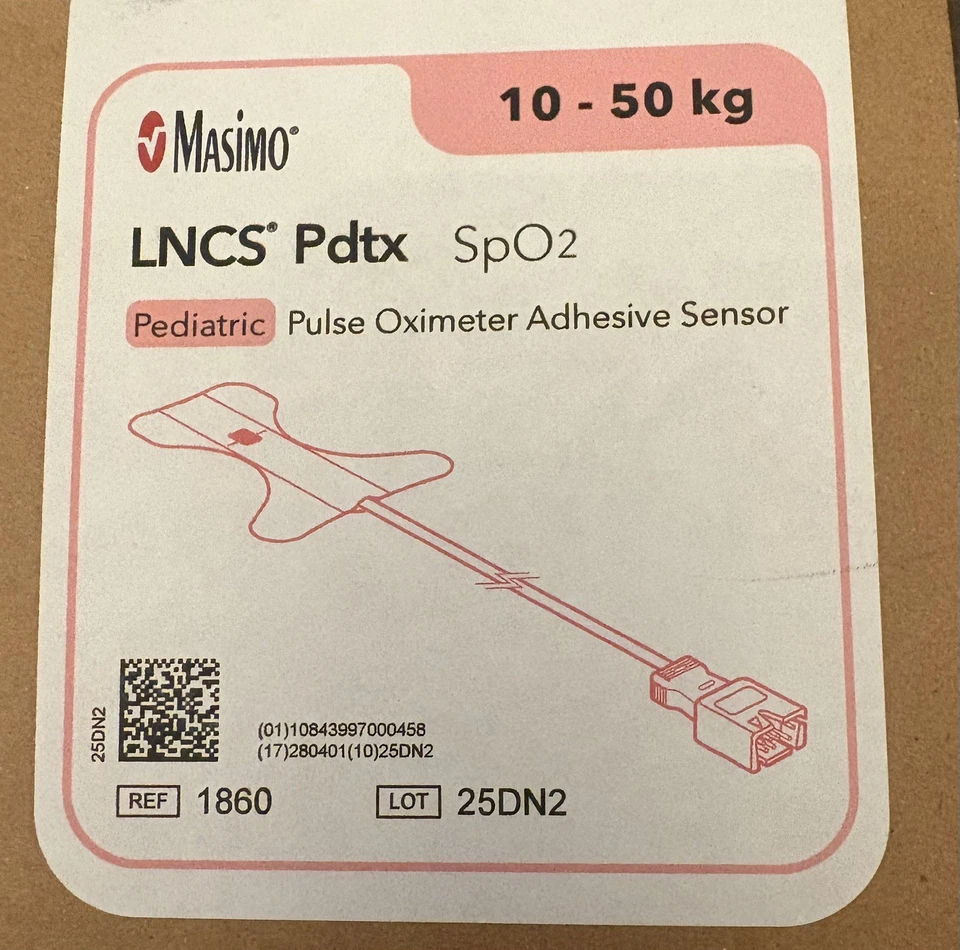 10 - 50 kg
Masimo®
LNCS® Pdtx SpO2
Pediatric Pulse Oximeter Adhesive Sensor
25DN2
(01)10843997000458
(17)280401(10)25DN2
REF 1860 LOT 25DN2